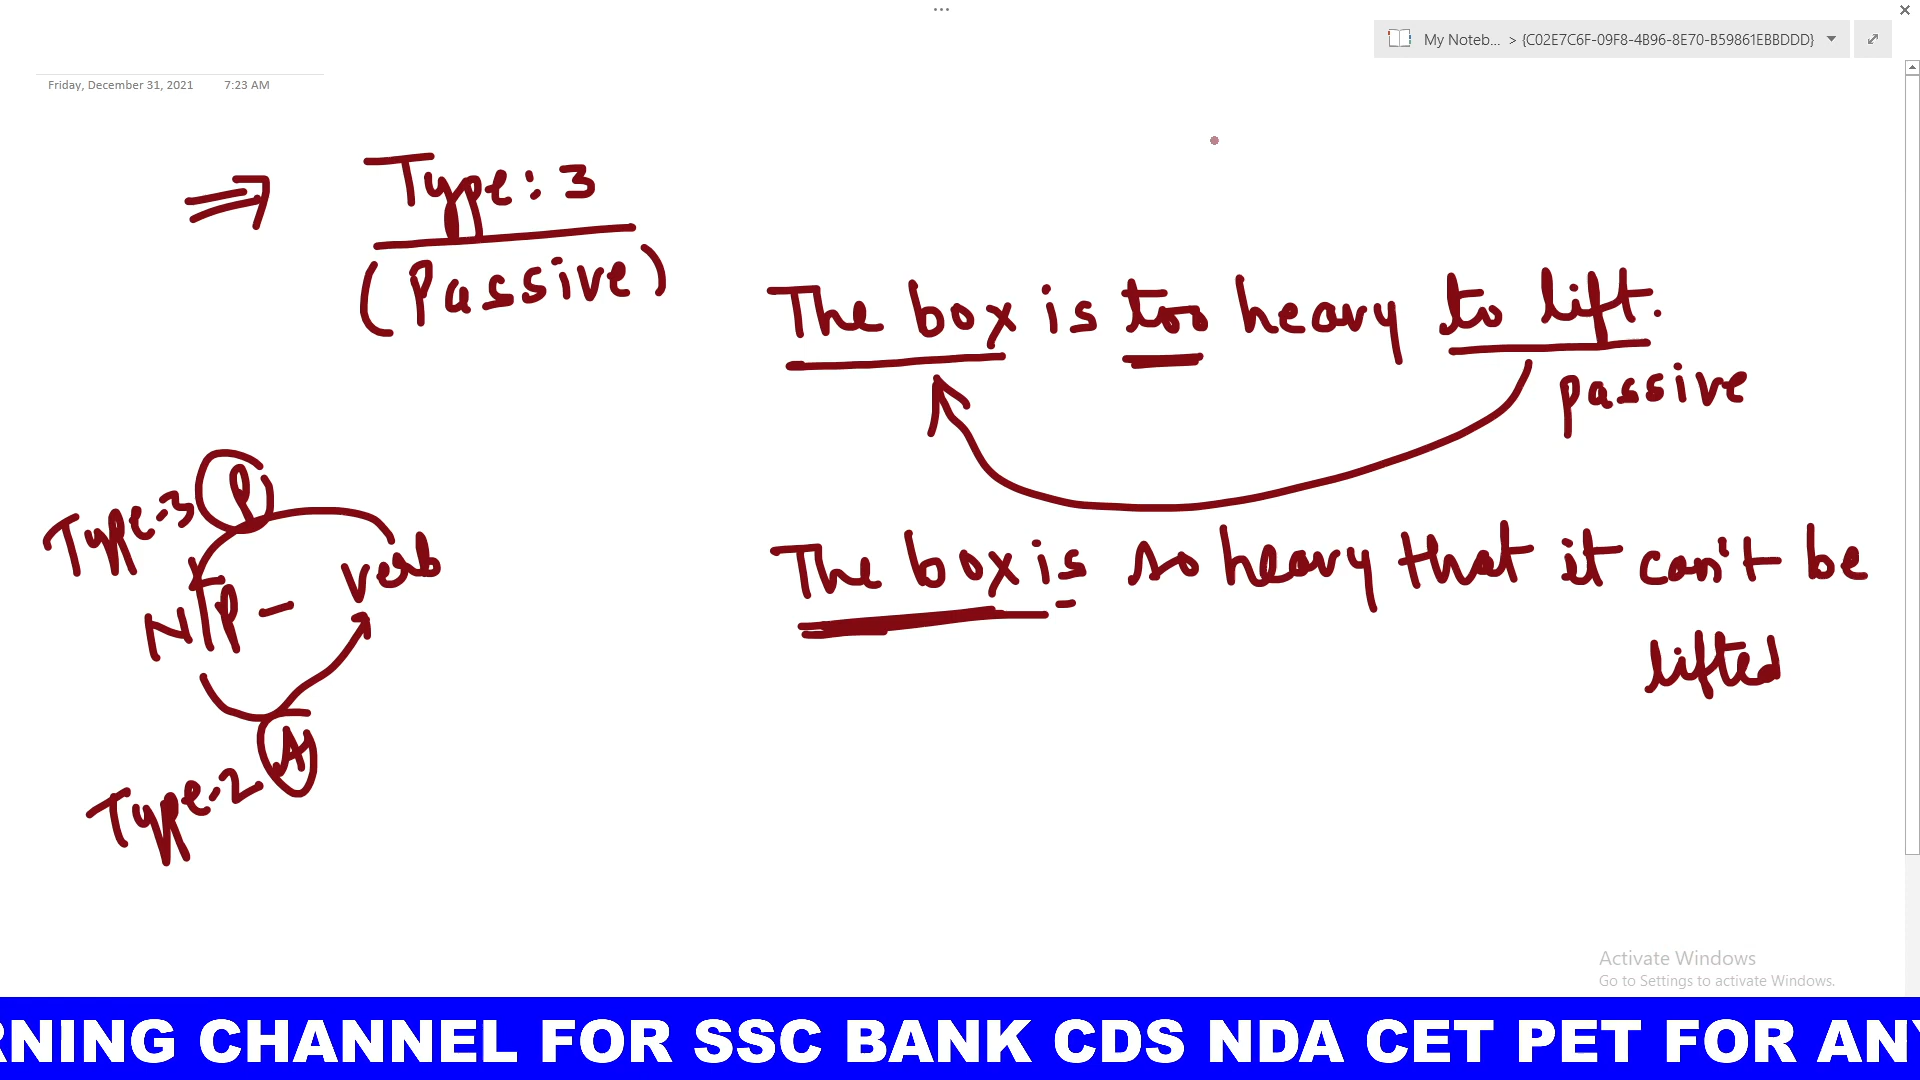 My Noteb... > {C02E7C6F-09F8-4B96-8E70-B59861EBBDDD}
Friday, December 31, 2021 7:23 AM
⇒ Type: 3
(Passive)
The box is too heavy to lift.
passive
Type-3 P
N/P - verb
A
Type-2
The box is so heavy that it can't be
lifted
Activate Windows
Go to Settings to activate Windows.
RNING CHANNEL FOR SSC BANK CDS NDA CET PET FOR ANY